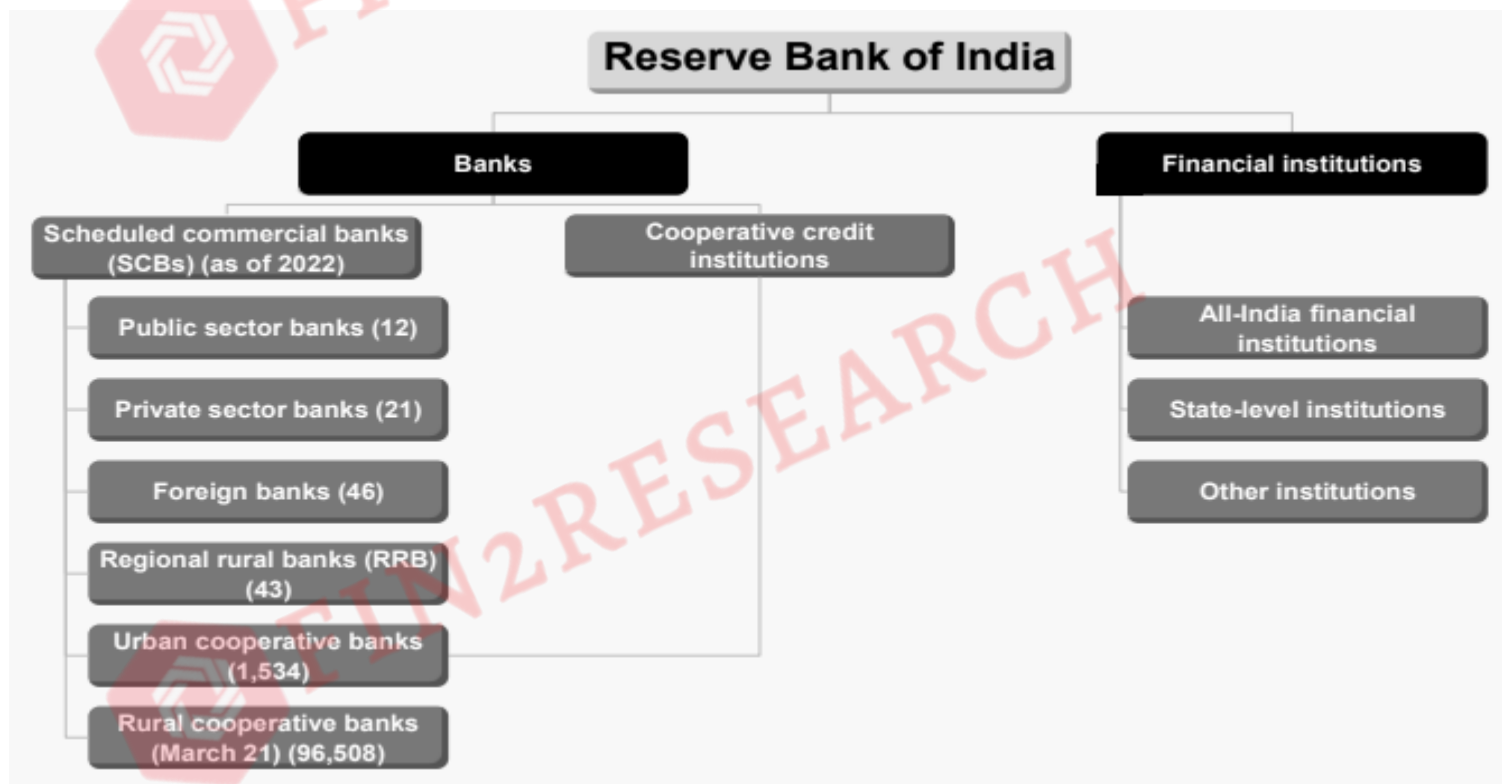 Reserve Bank of India
Banks
Financial institutions
Scheduled commercial banks
(SCBs) (as of 2022)
Cooperative credit
institutions
Public sector banks (12)
Private sector banks (21)
Foreign banks (46)
Regional rural banks (RRB)
(43)
Urban cooperative banks
(1,534)
Rural cooperative banks
(March 21) (96,508)
All-India financial
institutions
State-level institutions
Other institutions
FIN2RESEARCH